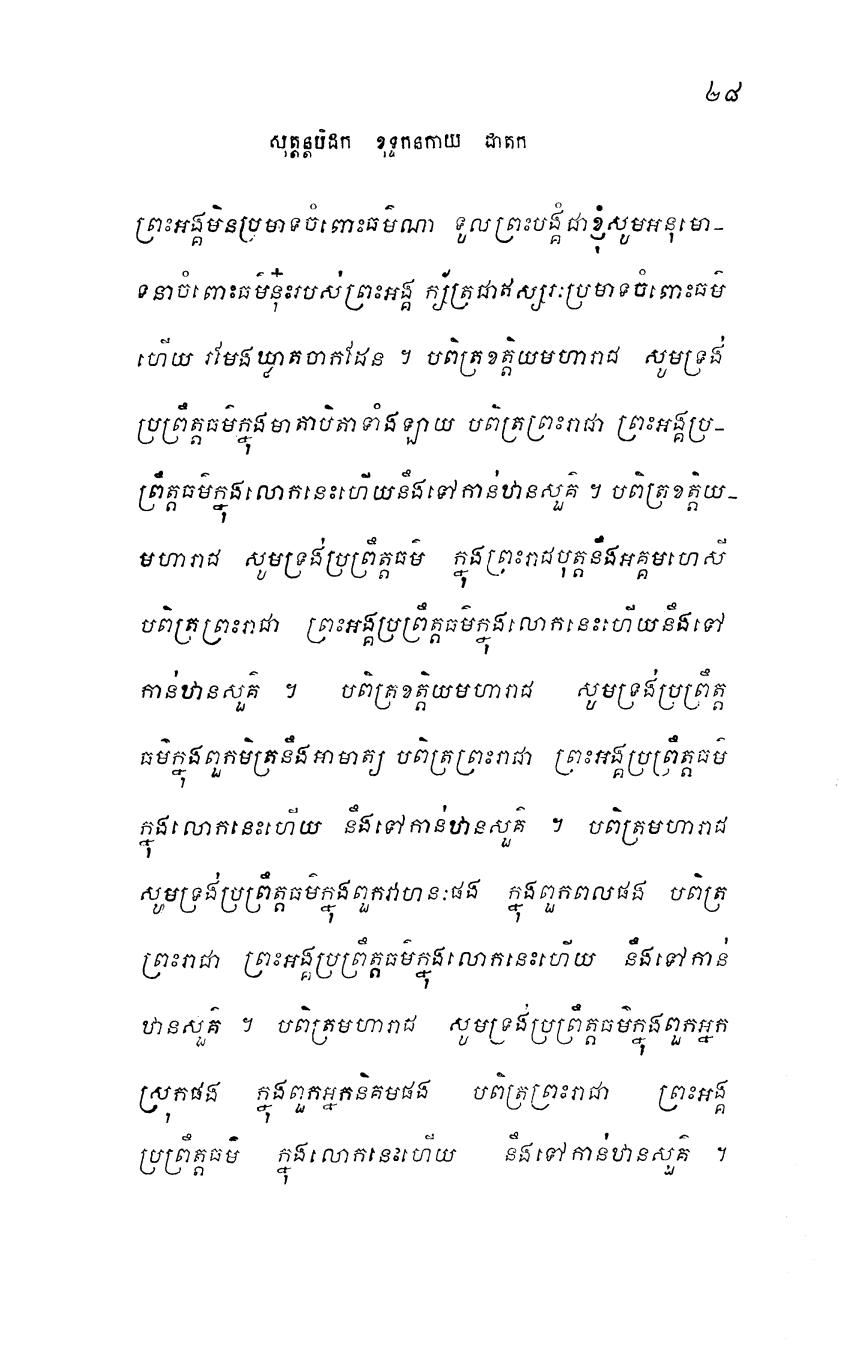 ២៨
សុត្តន្តបិដក ខុទ្ទកនិកាយ ជាតក
ព្រះអង្គមិនប្រមាទចំពោះធម៌ណា ទូលព្រះបង្គំជាខ្ញុំសូមអនុមោ-
ទនាចំពោះធម៌នុ៎ះរបស់ព្រះអង្គ ក្ស័ត្រជាឥស្សរៈប្រមាទចំពោះធម៌
ហើយ រមែងឃ្លាតចាកដែន ។ បពិត្រខត្តិយមហារាជ សូមទ្រង់
ប្រព្រឹត្តធម៌ក្នុងមាតាបិតាទាំងឡាយ បពិត្រព្រះរាជា ព្រះអង្គប្រ-
ព្រឹត្តធម៌ក្នុងលោកនេះហើយនឹងទៅកាន់ឋានសួគ៌ ។ បពិត្រខត្តិយ-
មហារាជ សូមទ្រង់ប្រព្រឹត្តធម៌ ក្នុងព្រះរាជបុត្តនឹងអគ្គមហេសី
បពិត្រព្រះរាជា ព្រះអង្គប្រព្រឹត្តធម៌ក្នុងលោកនេះហើយនឹងទៅ
កាន់ឋានសួគ៌ ។ បពិត្រខត្តិយមហារាជ សូមទ្រង់ប្រព្រឹត្ត
ធម៌ក្នុងពួកមិត្រនឹងអាមាត្យ បពិត្រព្រះរាជា ព្រះអង្គប្រព្រឹត្តធម៌
ក្នុងលោកនេះហើយ នឹងទៅកាន់ឋានសួគ៌ ។ បពិត្រមហារាជ
សូមទ្រង់ប្រព្រឹត្តធម៌ក្នុងពួកវាហនៈផង ក្នុងពួកពលផង បពិត្រ
ព្រះរាជា ព្រះអង្គប្រព្រឹត្តធម៌ក្នុងលោកនេះហើយ នឹងទៅកាន់
ឋានសួគ៌ ។ បពិត្រមហារាជ សូមទ្រង់ប្រព្រឹត្តធម៌ក្នុងពួកអ្នក
ស្រុកផង ក្នុងពួកអ្នកនិគមផង បពិត្រព្រះរាជា ព្រះអង្គ
ប្រព្រឹត្តធម៌ ក្នុងលោកនេះហើយ នឹងទៅកាន់ឋានសួគ៌ ។